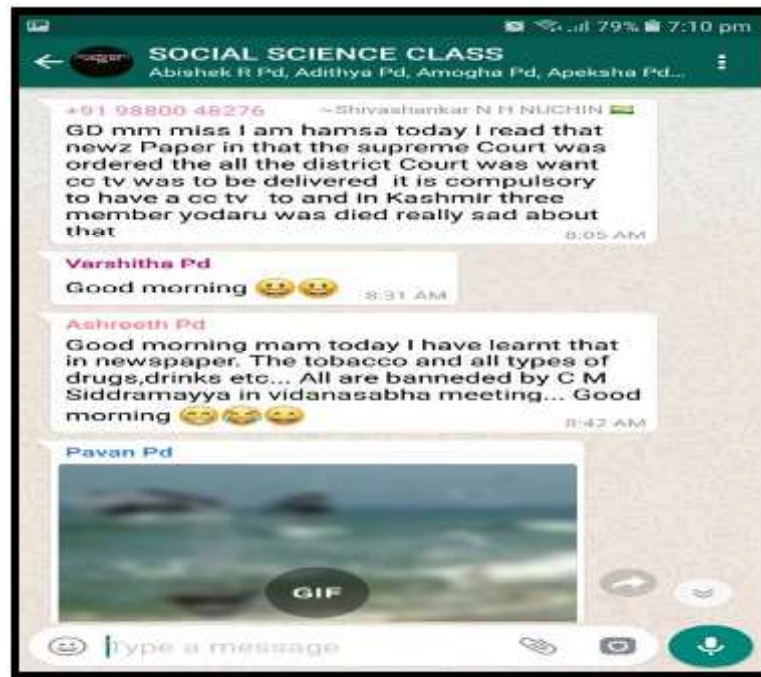 79% 7:10 pm
SOCIAL SCIENCE CLASS
Abishek R Pd, Adithya Pd, Amogha Pd, Apeksha Pd...
+91 98800 48276 ~Shivashankar N H NUCHIN
GD mm miss I am hamsa today I read that
newz Paper in that the supreme Court was
ordered the all the district Court was want
cc tv was to be delivered it is compulsory
to have a cc tv to and in Kashmir three
member yodaru was died really sad about
that
8:05 AM
Varshitha Pd
Good morning 😀😀
8:31 AM
Ashreeth Pd
Good morning mam today I have learnt that
in newspaper. The tobacco and all types of
drugs,drinks etc... All are banneded by C M
Siddramayya in vidanasabha meeting... Good
morning 😁😂😀
8:42 AM
Pavan Pd
GIF
Type a message